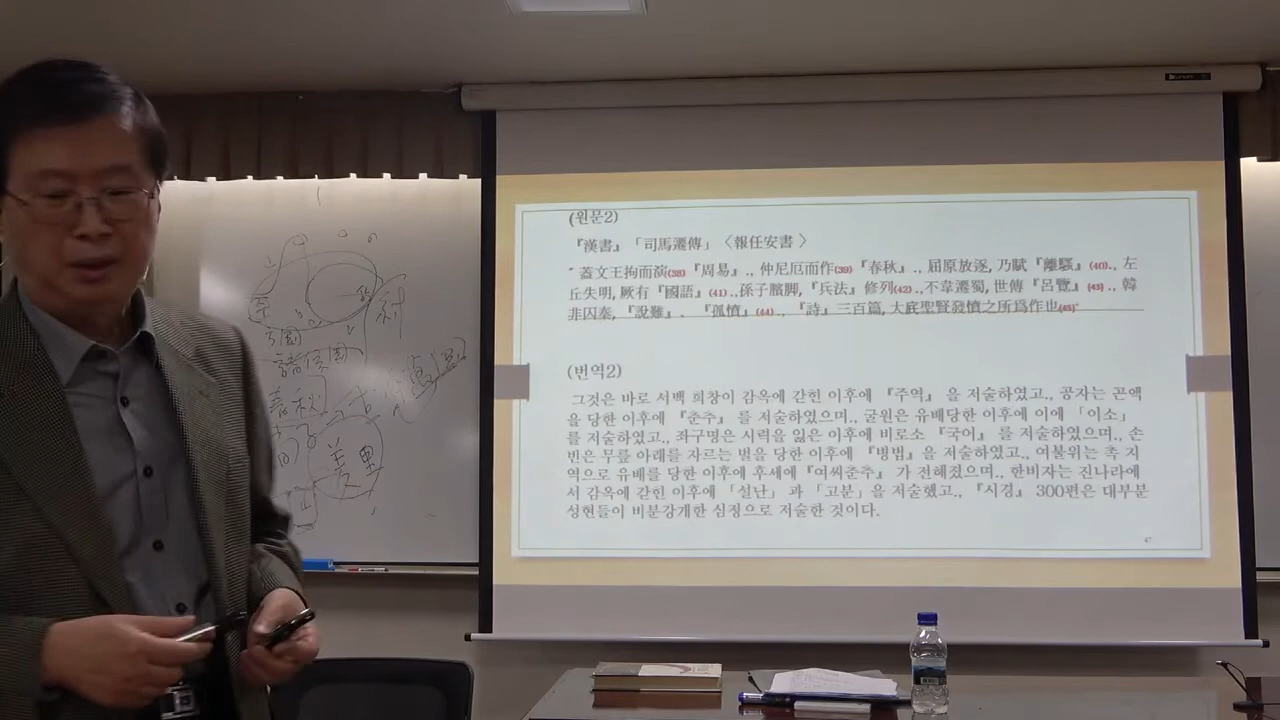 (원문2)
『漢書』「司馬遷傳」〈報任安書 〉
" 蓋文王拘而演(38)『周易』., 仲尼厄而作(39)『春秋』., 屈原放逐, 乃賦『離騷』(40)., 左
丘失明, 厥有『國語』(41).,孫子臏脚,『兵法』修列(42).,不韋遷蜀, 世傳『呂覽』(43)., 韓
非囚秦, 『說難』、『孤憤』(44)., 『詩』三百篇, 大底聖賢發憤之所爲作也(45)"
(번역2)
그것은 바로 서백 희창이 감옥에 갇힌 이후에 『주역』 을 저술하였고., 공자는 곤액
을 당한 이후에 『춘추』 를 저술하였으며., 굴원은 유배당한 이후에 이에 「이소」
를 저술하였고., 좌구명은 시력을 잃은 이후에 비로소 『국어』 를 저술하였으며., 손
빈은 무릎 아래를 자르는 벌을 당한 이후에 『병법』을 저술하였고., 여불위는 촉 지
역으로 유배를 당한 이후에 후세에『여씨춘추』 가 전해졌으며., 한비자는 진나라에
서 감옥에 갇힌 이후에 「설난」 과 「고분」을 저술했고., 『시경』 300편은 대부분
성현들이 비분강개한 심정으로 저술한 것이다.
47
紂
諸侯國
春秋
羑里